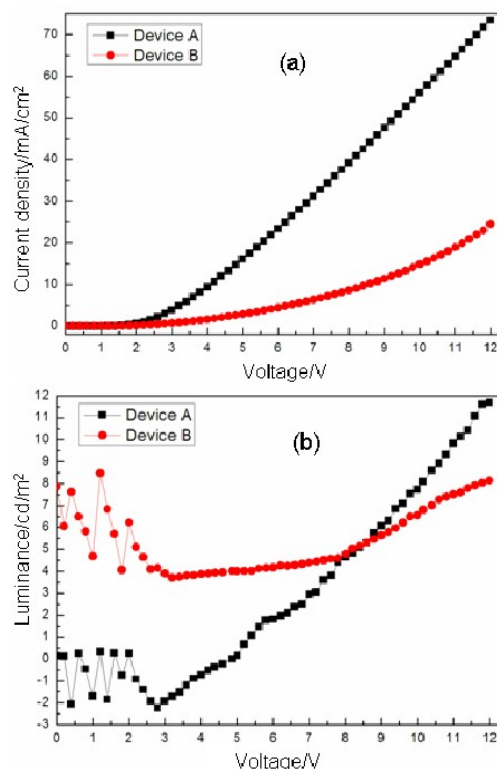 Device A
Device B
(a)
Current density/mA/cm²
70
60
50
40
30
20
10
0
0 1 2 3 4 5 6 7 8 9 10 11 12
Voltage/V
Device A
Device B
(b)
Luminance/cd/m²
12
11
10
9
8
7
6
5
4
3
2
1
0
-1
-2
-3
0 1 2 3 4 5 6 7 8 9 10 11 12
Voltage/V